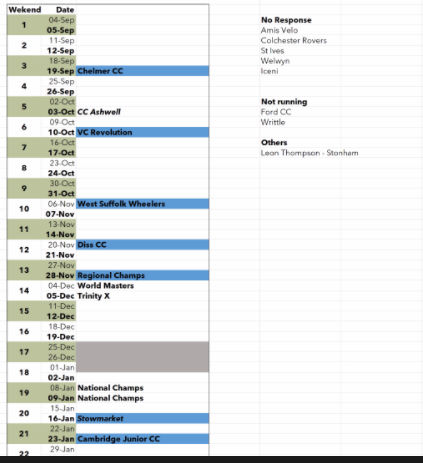 Wekend Date
1 04-Sep
05-Sep
2 11-Sep
12-Sep
3 18-Sep
19-Sep Chelmer CC
4 25-Sep
26-Sep
5 02-Oct
03-Oct CC Ashwell
6 09-Oct
10-Oct VC Revolution
7 16-Oct
17-Oct
8 23-Oct
24-Oct
9 30-Oct
31-Oct
10 06-Nov West Suffolk Wheelers
07-Nov
11 13-Nov
14-Nov
12 20-Nov Diss CC
21-Nov
13 27-Nov
28-Nov Regional Champs
14 04-Dec World Masters
05-Dec Trinity X
15 11-Dec
12-Dec
16 18-Dec
19-Dec
17 25-Dec
26-Dec
18 01-Jan
02-Jan
19 08-Jan National Champs
09-Jan National Champs
20 15-Jan
16-Jan Stowmarket
21 22-Jan
23-Jan Cambridge Junior CC
22 29-Jan
No Response
Amis Velo
Colchester Rovers
St Ives
Welwyn
Iceni
Not running
Ford CC
Writtle
Others
Leon Thompson - Stonham